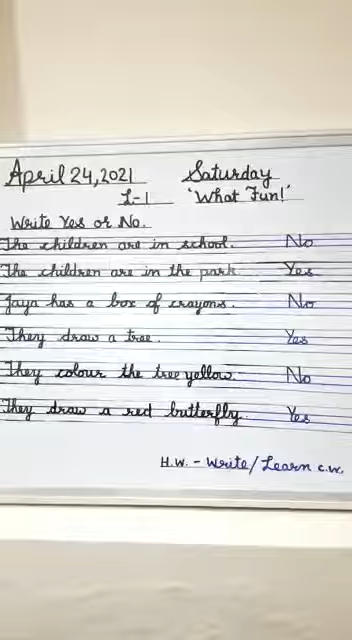 April 24,2021 Saturday
L-1 'What Fun!'
Write Yes or No.
The children are in school. No
The children are in the park. Yes
Jaya has a box of crayons. No
They draw a tree. Yes
They colour the tree yellow. No
They draw a red butterfly. Yes
H.W. - Write/Learn c.w.